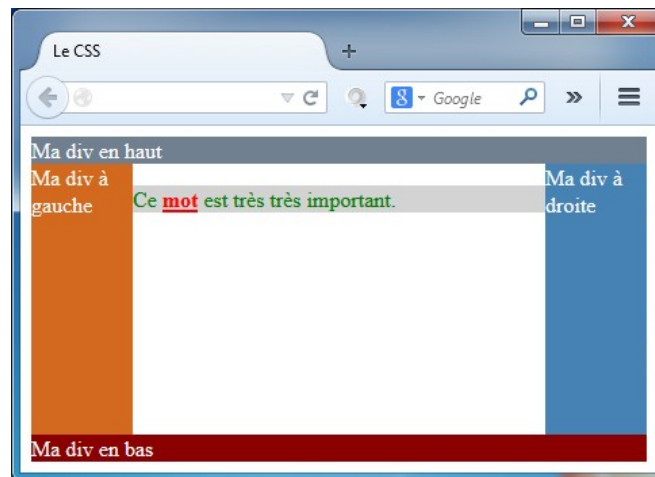 Le CSS
Google
Ma div en haut
Ma div à
gauche
Ce mot est très très important.
Ma div à
droite
Ma div en bas